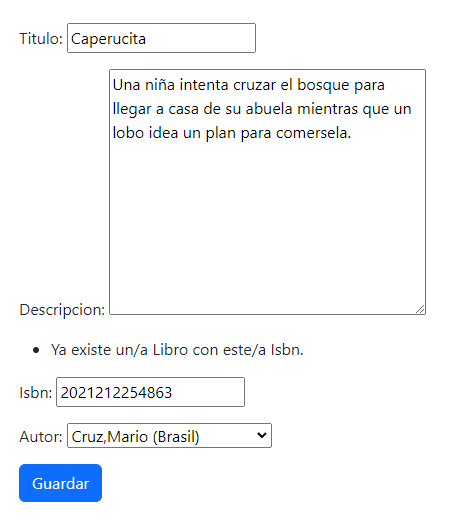 Titulo: Caperucita
Una niña intenta cruzar el bosque para
llegar a casa de su abuela mientras que un
lobo idea un plan para comersela.
Descripcion:
• Ya existe un/a Libro con este/a Isbn.
Isbn: 2021212254863
Autor: Cruz,Mario (Brasil)
Guardar